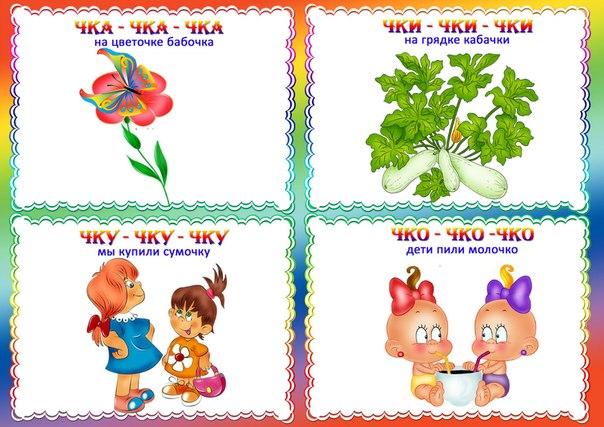 ЧКА - ЧКА - ЧКА
на цветочке бабочка
ЧКИ - ЧКИ - ЧКИ
на грядке кабачки
ЧКУ - ЧКУ - ЧКУ
мы купили сумочку
ЧКО - ЧКО -ЧКО
дети пили молочко